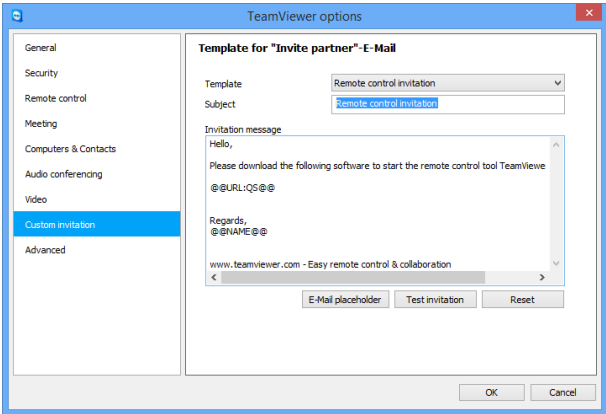 TeamViewer options
General
Security
Remote control
Meeting
Computers & Contacts
Audio conferencing
Video
Custom invitation
Advanced
Template for "Invite partner"-E-Mail
Template
Remote control invitation
Subject
Remote control invitation
Invitation message
Hello,
Please download the following software to start the remote control tool TeamViewe
@@URL:QS@@
Regards,
@@NAME@@
www.teamviewer.com - Easy remote control & collaboration
E-Mail placeholder
Test invitation
Reset
OK
Cancel